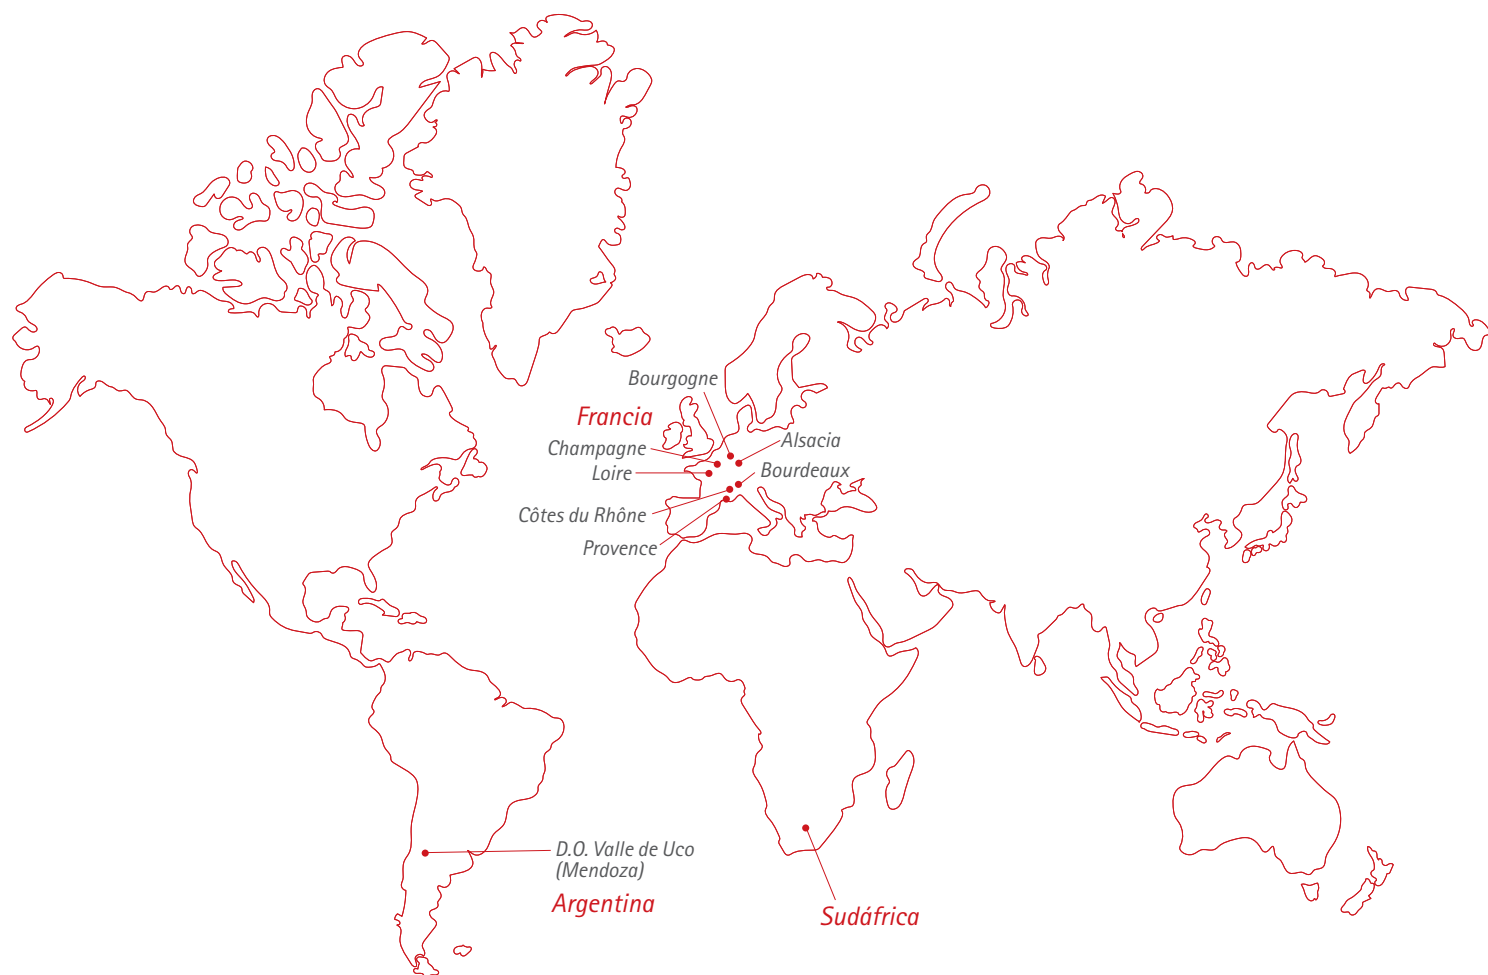 Bourgogne
Francia
Alsacia
Champagne
Bourdeaux
Loire
Côtes du Rhône
Provence
D.O. Valle de Uco
(Mendoza)
Argentina
Sudáfrica